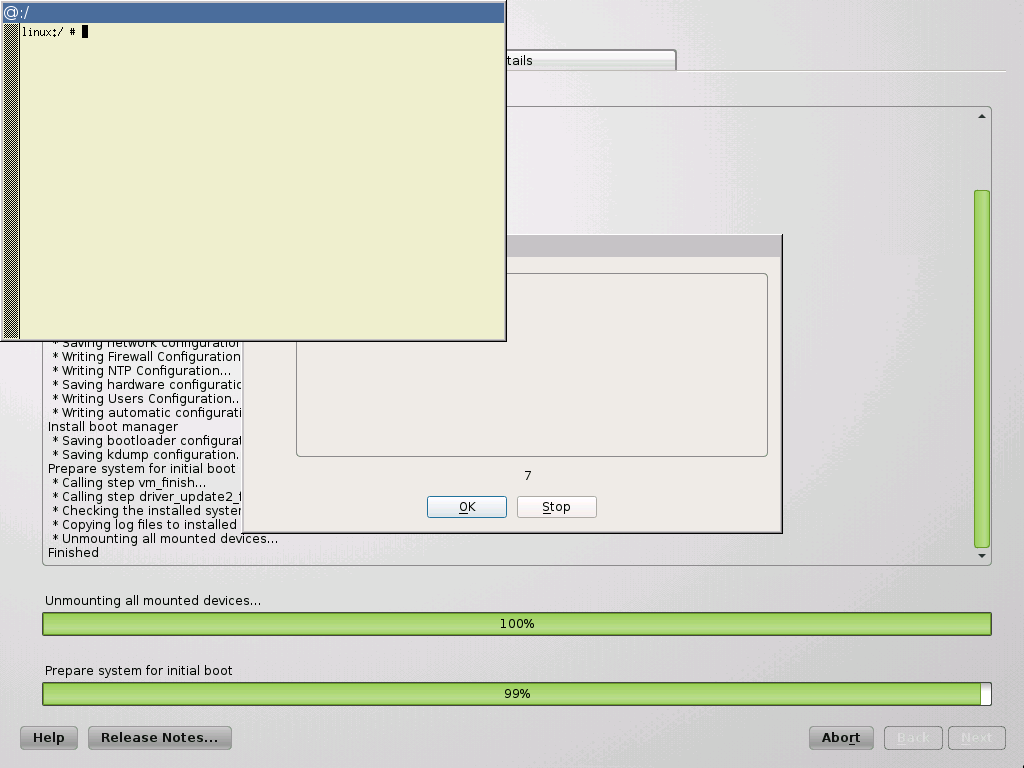 @:/
linux:/ #
tails
* Saving network configuration
* Writing Firewall Configuration
* Writing NTP Configuration...
* Saving hardware configuratio
* Writing Users Configuration..
* Writing automatic configurati
Install boot manager
* Saving bootloader configurat
* Saving kdump configuration.
Prepare system for initial boot
* Calling step vm_finish...
* Calling step driver_update2_f
* Checking the installed system
* Copying log files to installed
* Unmounting all mounted devices...
Finished
7
OK Stop
Unmounting all mounted devices...
100%
Prepare system for initial boot
99%
Help Release Notes... Abort Back Next